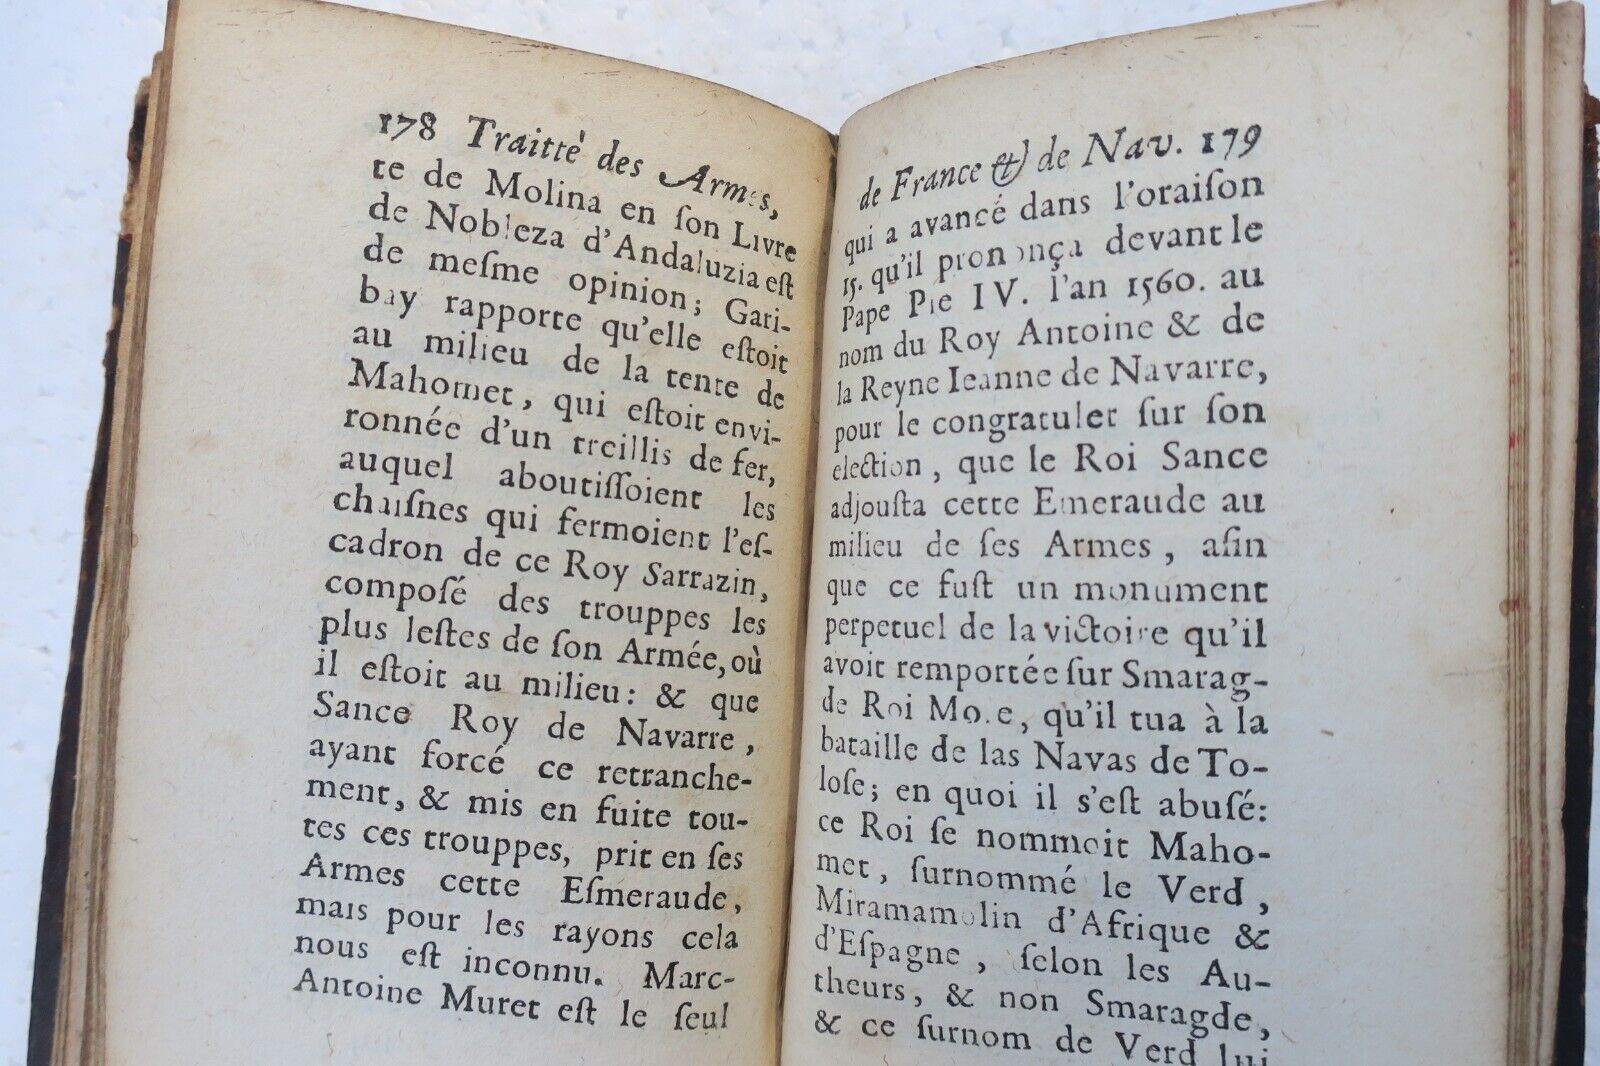 178 Traitté des Armes,
te de Molina en ſon Livre
de Nobleza d'Andaluzia eſt
de meſme opinion; Gari-
bay rapporte qu'elle eſtoit
au milieu de la tente de
Mahomet, qui eſtoit envi-
ronnée d'un treillis de fer,
auquel aboutiſſoient les
chaiſnes qui fermoient l'eſ-
cadron de ce Roy Sarrazin,
compoſé des trouppes les
plus leſtes de ſon Armée, où
il eſtoit au milieu: & que
Sance Roy de Navarre,
ayant forcé ce retranche-
ment, & mis en fuite tou-
tes ces trouppes, prit en ſes
Armes cette Eſmeraude,
mais pour les rayons cela
nous eſt inconnu. Marc-
Antoine Muret eſt le ſeul
de France & de Nav. 179
qui a avancé dans l'oraiſon
15. qu'il prononça devant le
Pape Pie IV. l'an 1560. au
nom du Roy Antoine & de
la Reyne Ieanne de Navarre,
pour le congratuler ſur ſon
election, que le Roi Sance
adjouſta cette Emeraude au
milieu de ſes Armes, afin
que ce fuſt un monument
perpetuel de la victoire qu'il
avoit remportée ſur Smarag-
de Roi More, qu'il tua à la
bataille de las Navas de To-
loſe; en quoi il s'eſt abuſé:
ce Roi ſe nommoit Maho-
met, ſurnommé le Verd,
Miramamolin d'Afrique &
d'Eſpagne, ſelon les Au-
theurs, & non Smaragde,
& ce ſurnom de Verd lui